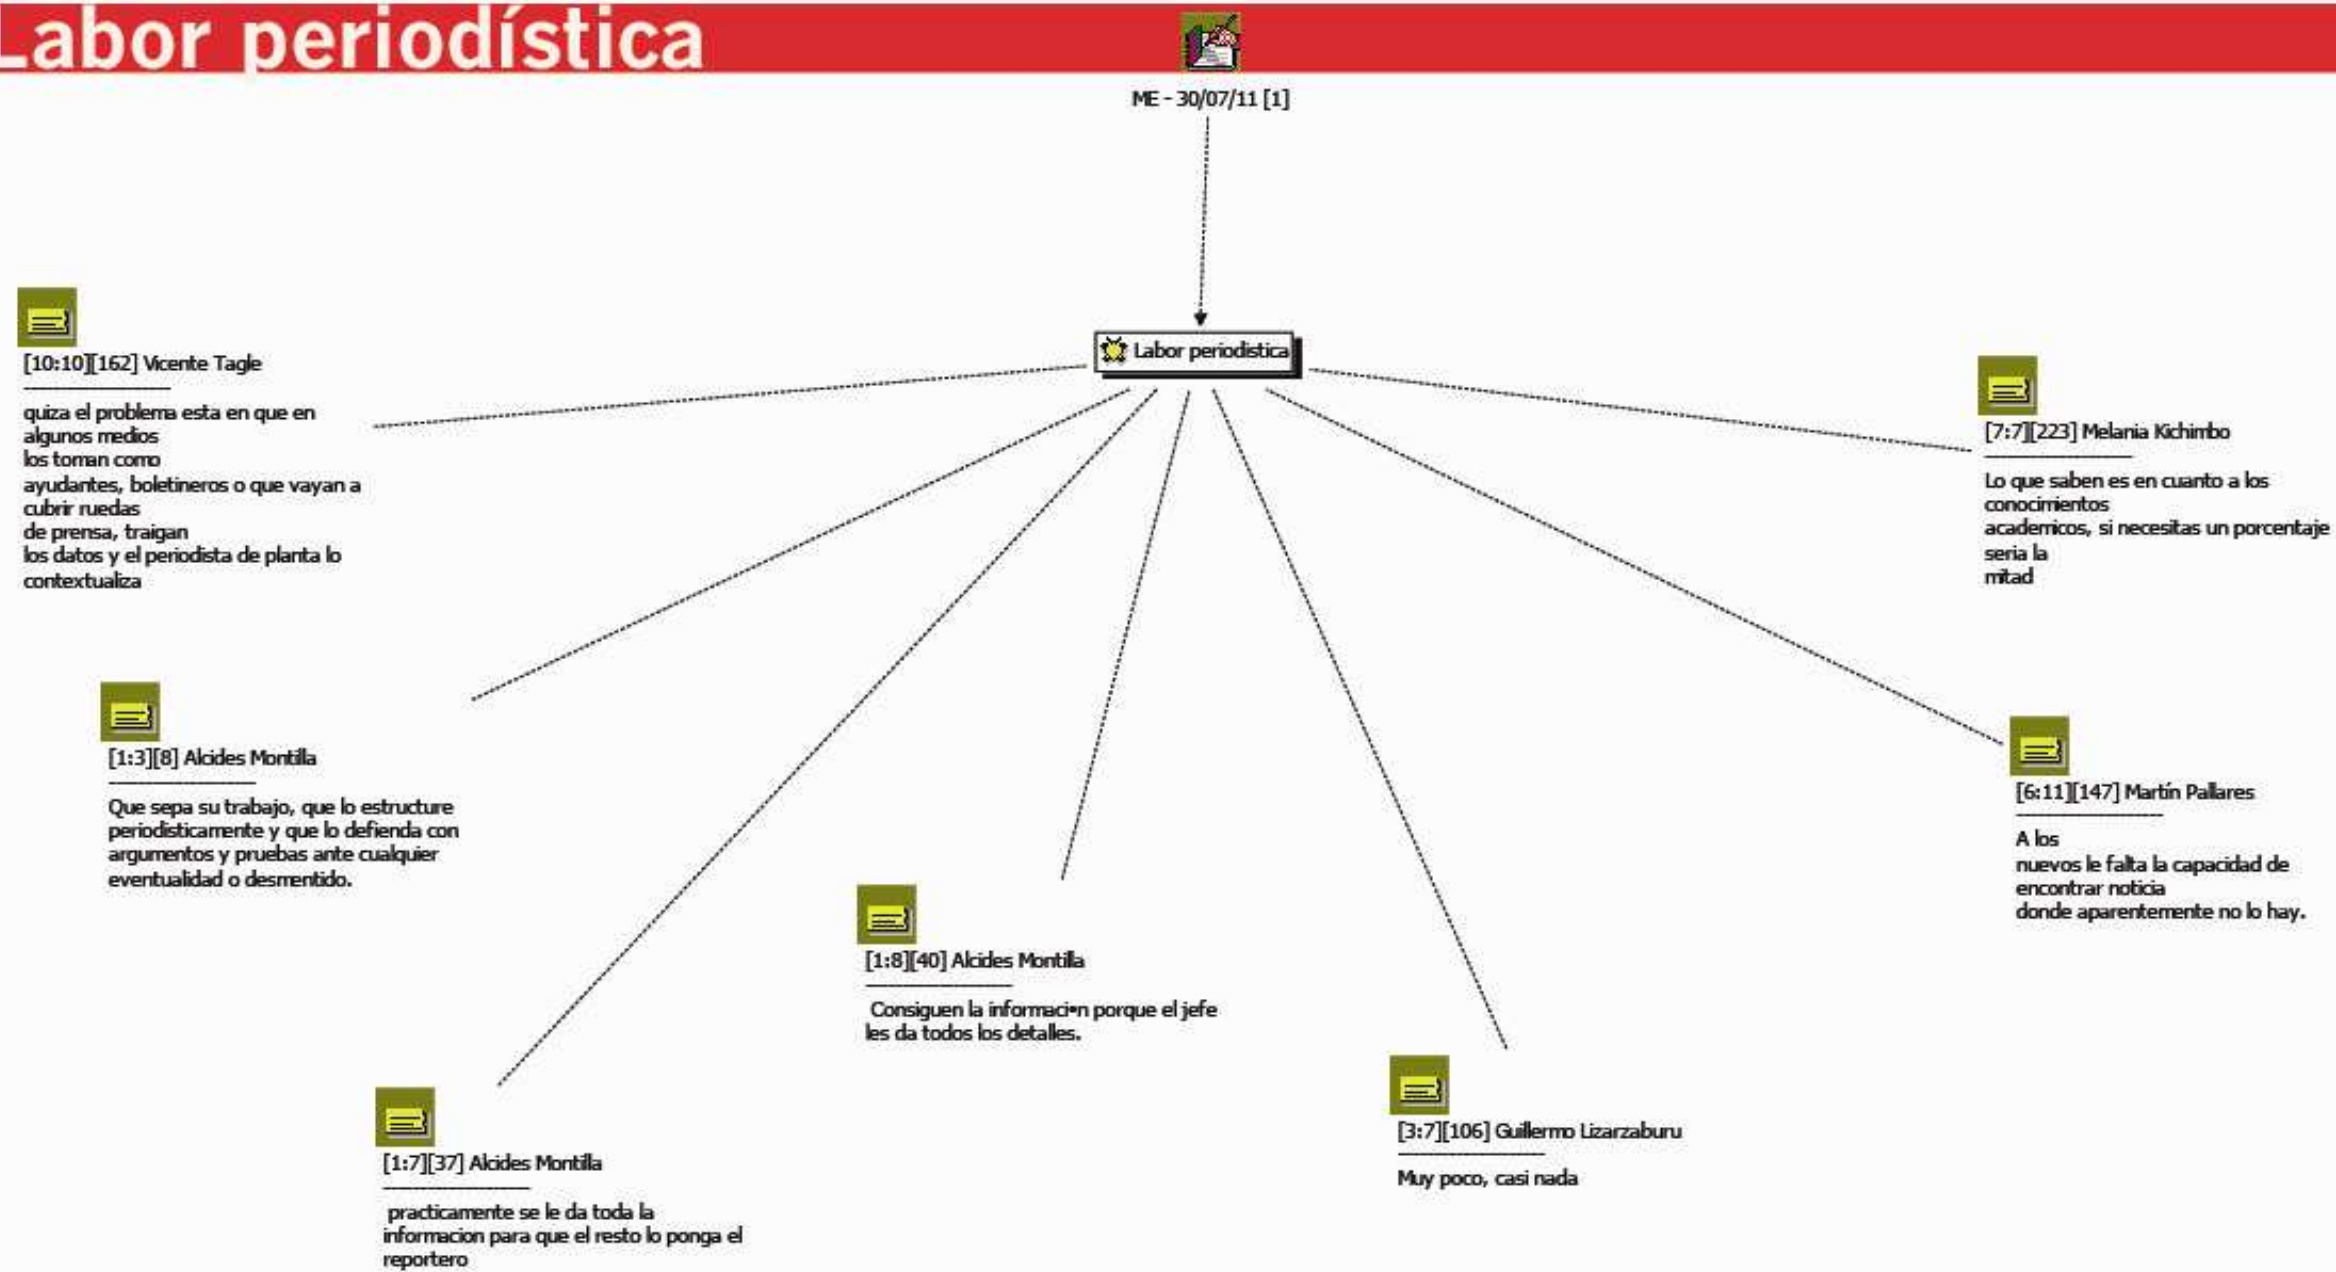 Labor periodística
ME - 30/07/11 [1]
Labor periodistica
[10:10][162] Vicente Tagle
quiza el problema esta en que en
algunos medios
los toman como
ayudantes, boletineros o que vayan a
cubrir ruedas
de prensa, traigan
los datos y el periodista de planta lo
contextualiza
[7:7][223] Melania Kichimbo
Lo que saben es en cuanto a los
conocimientos
academicos, si necesitas un porcentaje
seria la
mitad
[1:3][8] Alcides Montilla
Que sepa su trabajo, que lo estructure
periodisticamente y que lo defienda con
argumentos y pruebas ante cualquier
eventualidad o desmentido.
[6:11][147] Martín Pallares
A los
nuevos le falta la capacidad de
encontrar noticia
donde aparentemente no lo hay.
[1:8][40] Alcides Montilla
Consiguen la informaci•n porque el jefe
les da todos los detalles.
[3:7][106] Guillermo Lizarzaburu
Muy poco, casi nada
[1:7][37] Alcides Montilla
practicamente se le da toda la
informacion para que el resto lo ponga el
reportero